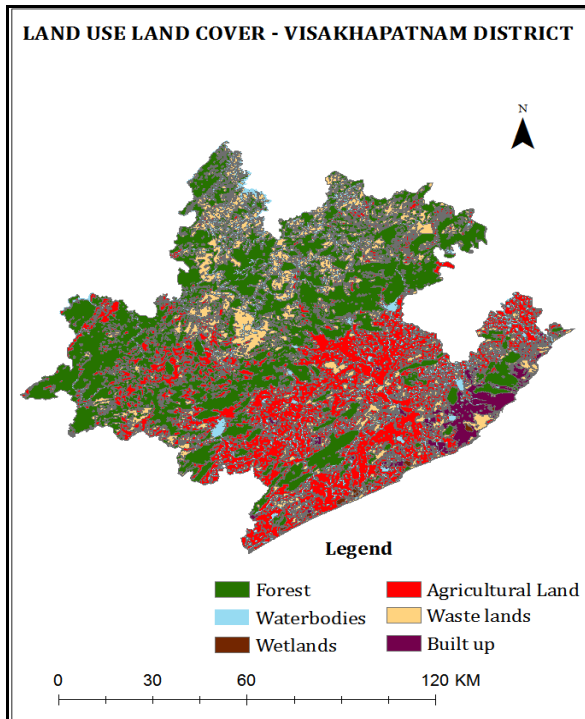 LAND USE LAND COVER - VISAKHAPATNAM DISTRICT
N
Legend
Forest
Agricultural Land
Waterbodies
Waste lands
Wetlands
Built up
0 30 60 120 KM